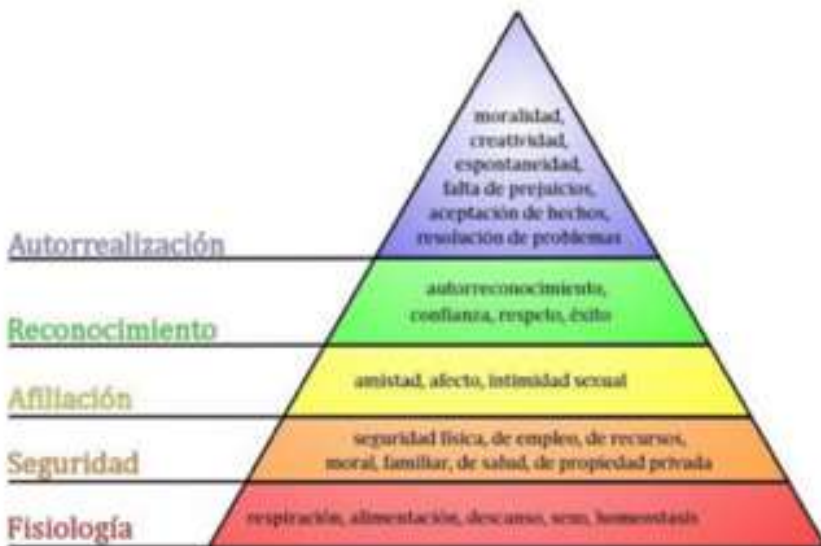 moralidad,
creatividad,
espontaneidad,
falta de prejuicios,
aceptación de hechos,
resolución de problemas
Autorrealización
autorreconocimiento,
confianza, respeto, éxito
Reconocimiento
amistad, afecto, intimidad sexual
Afiliación
seguridad física, de empleo, de recursos,
moral, familiar, de salud, de propiedad privada
Seguridad
respiración, alimentación, descanso, sexo, homeostasis
Fisiología